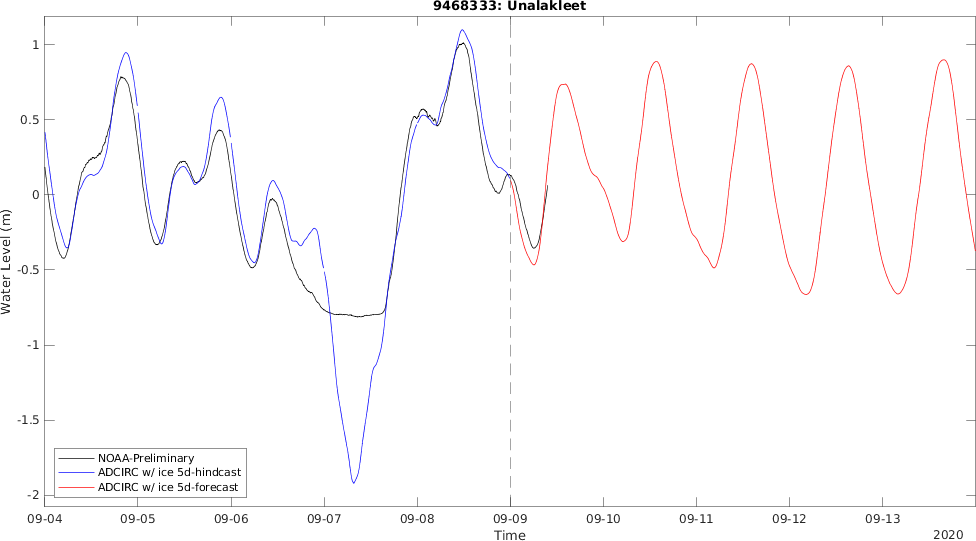 9468333: Unalakleet
Water Level (m)
1
0.5
0
-0.5
-1
-1.5
-2
NOAA-Preliminary
ADCIRC w/ ice 5d-hindcast
ADCIRC w/ ice 5d-forecast
09-04 09-05 09-06 09-07 09-08 09-09 09-10 09-11 09-12 09-13
Time
2020